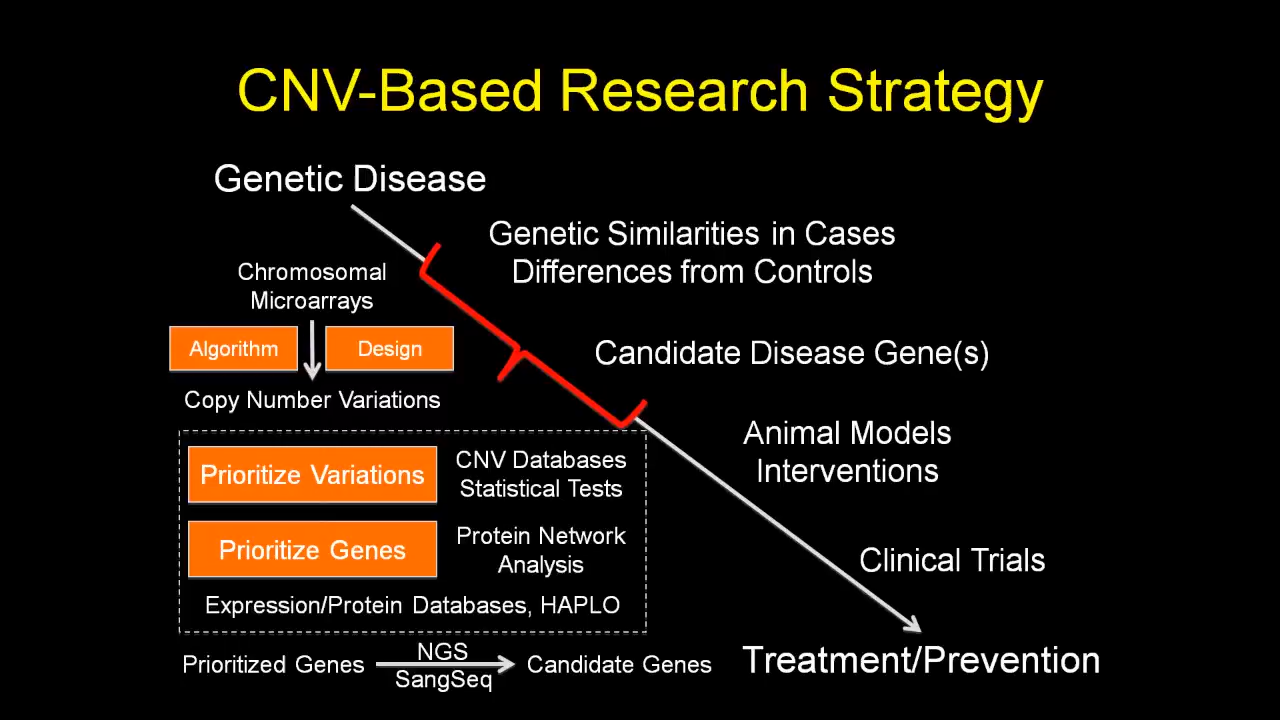 CNV-Based Research Strategy
Genetic Disease
Genetic Similarities in Cases
Differences from Controls
Candidate Disease Gene(s)
Animal Models
Interventions
Clinical Trials
Treatment/Prevention
Chromosomal
Microarrays
Algorithm
Design
Copy Number Variations
Prioritize Variations
CNV Databases
Statistical Tests
Prioritize Genes
Protein Network
Analysis
Expression/Protein Databases, HAPLO
Prioritized Genes
NGS
SangSeq
Candidate Genes